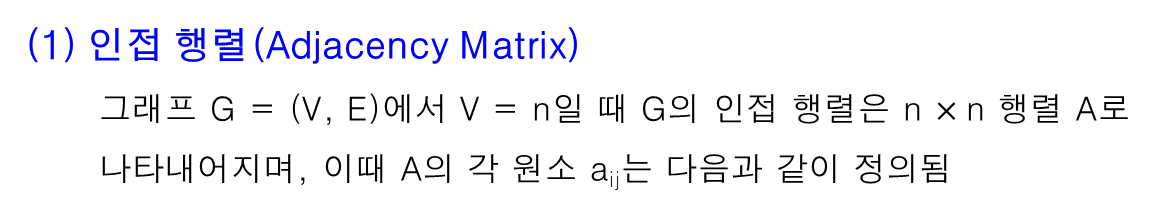 (1) 인접 행렬(Adjacency Matrix)
그래프 G = (V, E)에서 V = n일 때 G의 인접 행렬은 n × n 행렬 A로
나타내어지며, 이때 A의 각 원소 aij는 다음과 같이 정의됨